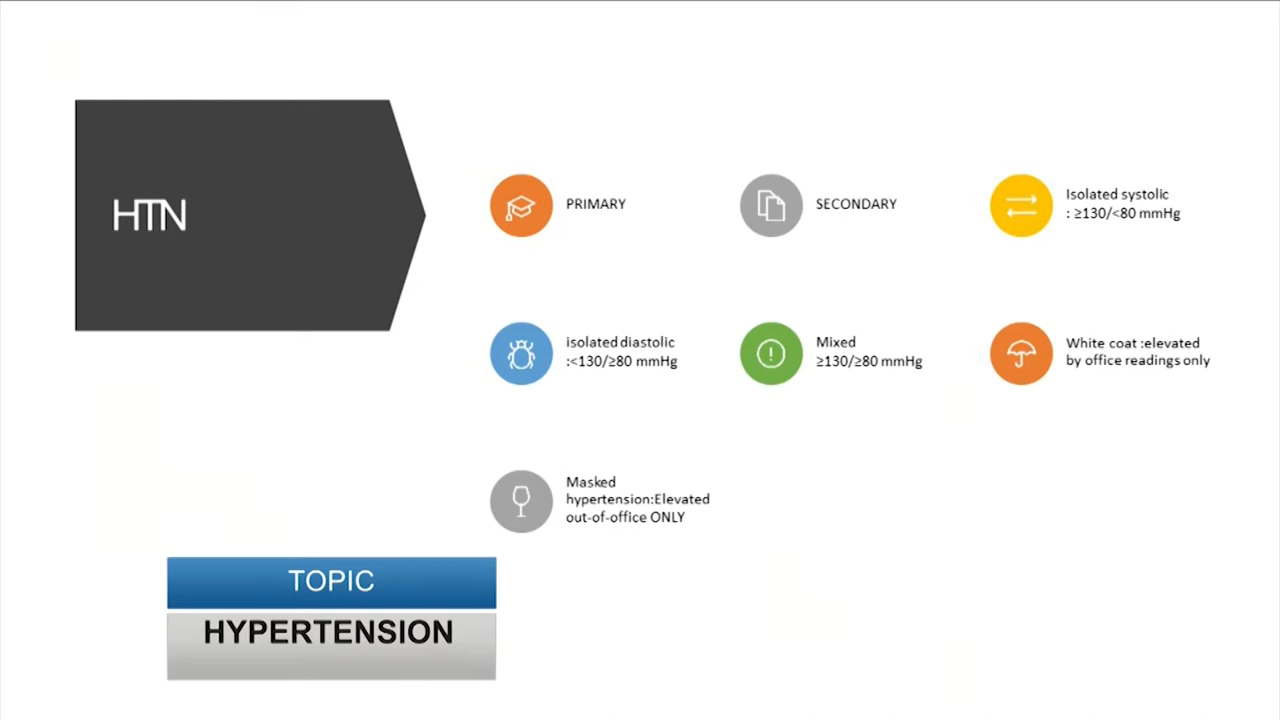 HTN
PRIMARY
SECONDARY
Isolated systolic
: ≥130/<80 mmHg
isolated diastolic
:<130/≥80 mmHg
Mixed
≥130/≥80 mmHg
White coat :elevated
by office readings only
Masked
hypertension:Elevated
out-of-office ONLY
TOPIC
HYPERTENSION